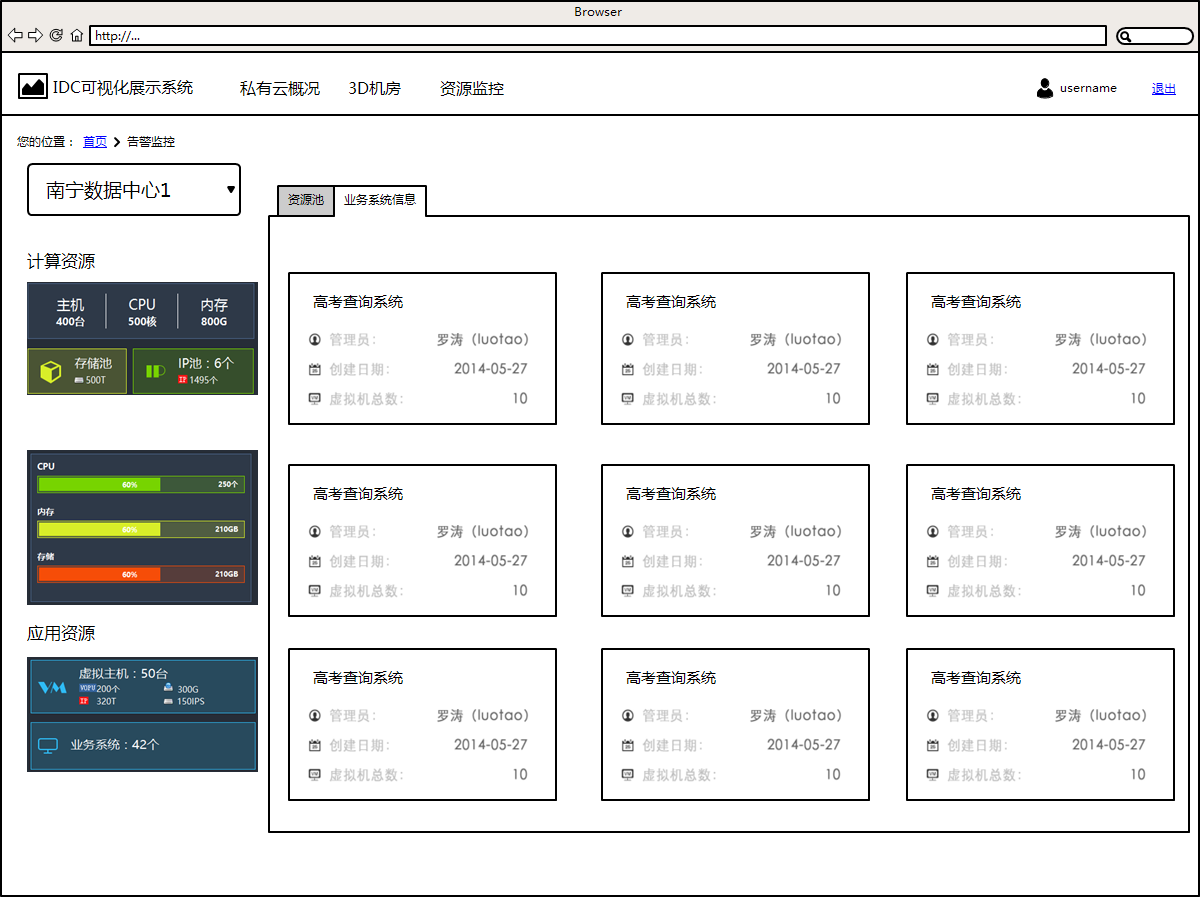 Browser
http://...
IDC可视化展示系统 私有云概况 3D机房 资源监控 username 退出
您的位置： 首页 告警监控
南宁数据中心1
计算资源
主机 CPU 内存
400台 500核 800G
存储池 IP池：6个
500T IP 1495个
CPU
60% 250个
内存
60% 210GB
存储
60% 210GB
应用资源
VM 虚拟主机：50台
VCPU 200个 300G
IP 320T 150IPS
业务系统：42个
资源池 业务系统信息
高考查询系统 高考查询系统 高考查询系统
管理员： 罗涛（luotao） 管理员： 罗涛（luotao） 管理员： 罗涛（luotao）
创建日期： 2014-05-27 创建日期： 2014-05-27 创建日期： 2014-05-27
虚拟机总数： 10 虚拟机总数： 10 虚拟机总数： 10
高考查询系统 高考查询系统 高考查询系统
管理员： 罗涛（luotao） 管理员： 罗涛（luotao） 管理员： 罗涛（luotao）
创建日期： 2014-05-27 创建日期： 2014-05-27 创建日期： 2014-05-27
虚拟机总数： 10 虚拟机总数： 10 虚拟机总数： 10
高考查询系统 高考查询系统 高考查询系统
管理员： 罗涛（luotao） 管理员： 罗涛（luotao） 管理员： 罗涛（luotao）
创建日期： 2014-05-27 创建日期： 2014-05-27 创建日期： 2014-05-27
虚拟机总数： 10 虚拟机总数： 10 虚拟机总数： 10